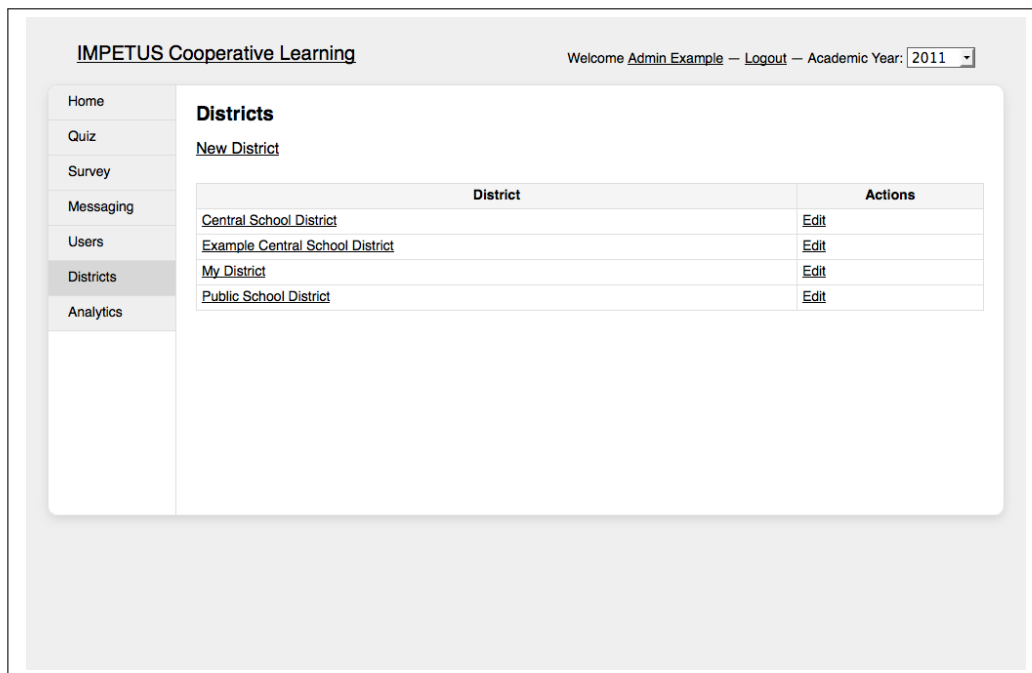 IMPETUS Cooperative Learning
Welcome Admin Example — Logout — Academic Year: 2011
Home
Quiz
Survey
Messaging
Users
Districts
Analytics
Districts
New District
District Actions
Central School District Edit
Example Central School District Edit
My District Edit
Public School District Edit